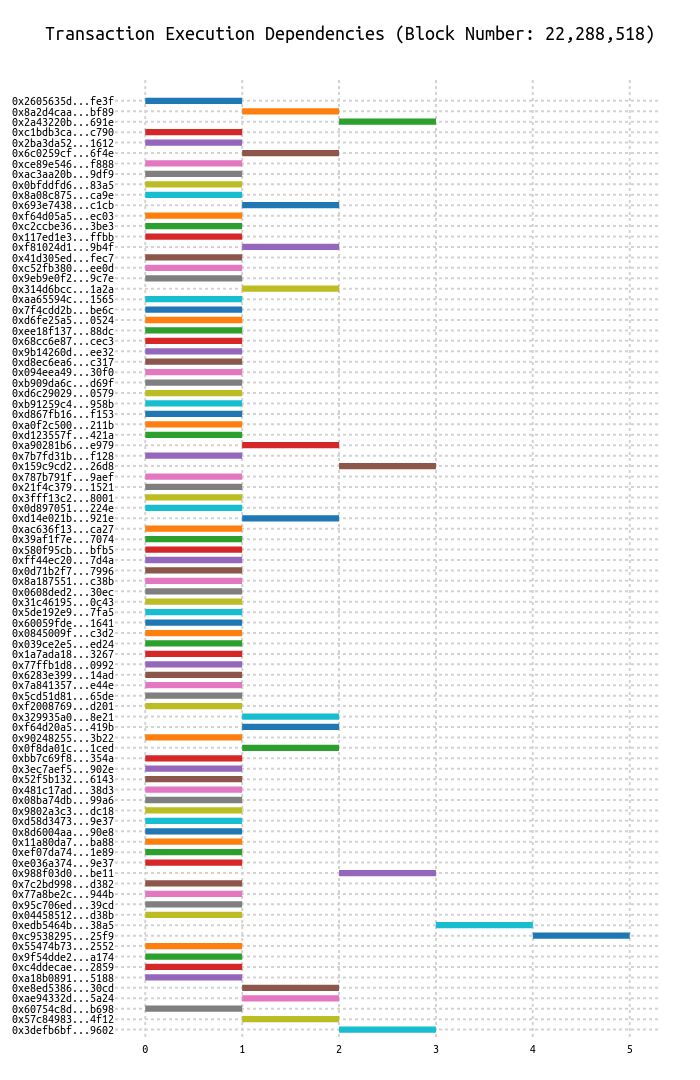 Transaction Execution Dependencies (Block Number: 22,288,518)
0x2605635d...fe3f
0x8a2d4caa...bf89
0x2a43220b...691e
0xc1bdb3ca...c790
0x2ba3da52...1612
0x6c0259cf...6f4e
0xce89e546...f888
0xac3aa20b...9df9
0x0bfddfd6...83a5
0x8a08c875...ca9e
0x693e7438...c1cb
0xf64d05a5...ec03
0xc2ccbe36...3be3
0x117ed1e3...ffbb
0xf81024d1...9b4f
0x41d305ed...fec7
0xc52fb380...ee0d
0x9eb9e0f2...9c7e
0x314d6bcc...1a2a
0xaa65594c...1565
0x7f4cdd2b...be6c
0xd6fe25a5...0524
0xee18f137...88dc
0x68cc6e87...cec3
0x9b14260d...ee32
0xd8ec6ea6...c317
0x094eea49...30f0
0xb909da6c...d69f
0xd6c29029...0579
0xb91259c4...958b
0xd867fb16...f153
0xa0f2c500...211b
0xd123557f...421a
0xa90281b6...e979
0x7b7fd31b...f128
0x159c9cd2...26d8
0x787b791f...9aef
0x21f4c379...1521
0x3fff13c2...8001
0x0d897051...224e
0xd14e021b...921e
0xac636f13...ca27
0x39af1f7e...7074
0x580f95cb...bfb5
0xff44ec20...7d4a
0x0d71b2f7...7996
0x8a187551...c38b
0x0608ded2...30ec
0x31c46195...0c43
0x5de192e9...7fa5
0x60059fde...1641
0x0845009f...c3d2
0x039ce2e5...ed24
0x1a7ada18...3267
0x77ffb1d8...0992
0x6283e399...14ad
0x7a841357...e44e
0x5cd51d81...65de
0xf2008769...d201
0x329935a0...8e21
0xf64d20a5...419b
0x90248255...3b22
0x0f8da01c...1ced
0xbb7c69f8...354a
0x3ec7aef5...902e
0x52f5b132...6143
0x481c17ad...38d3
0x08ba74db...99a6
0x9802a3c3...dc18
0xd58d3473...9e37
0x8d6004aa...90e8
0x11a80da7...ba88
0xef07da74...1e89
0xe036a374...9e37
0x988f03d0...be11
0x7c2bd998...d382
0x77a8be2c...944b
0x95c706ed...39cd
0x04458512...d38b
0xedb5464b...38a5
0xc9538295...25f9
0x55474b73...2552
0x9f54dde2...a174
0xc4ddecae...2859
0xa18b0891...5188
0xe8ed5386...30cd
0xae94332d...5a24
0x60754c8d...b698
0x57c84983...4f12
0x3defb6bf...9602
0 1 2 3 4 5